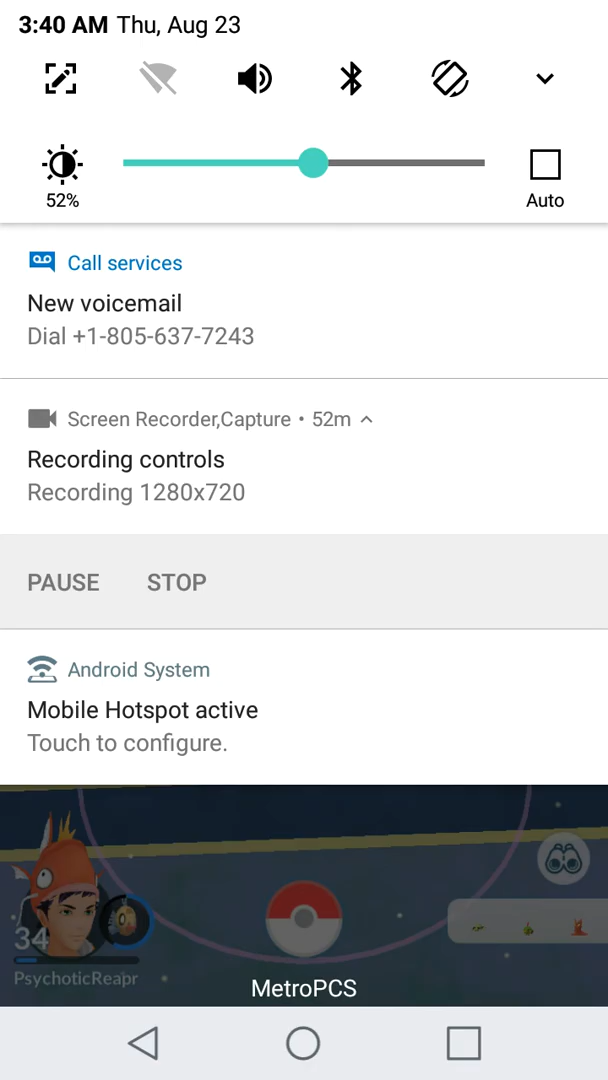 3:40 AM Thu, Aug 23
52%
Auto
Call services
New voicemail
Dial +1-805-637-7243
Screen Recorder,Capture • 52m
Recording controls
Recording 1280x720
PAUSE STOP
Android System
Mobile Hotspot active
Touch to configure.
34
PsychoticReapr
MetroPCS